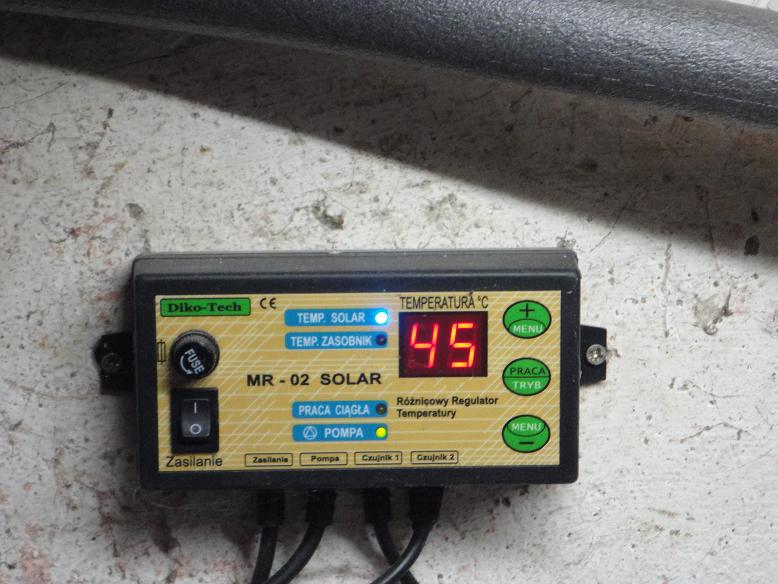 Diko-Tech CE
TEMPERATURA °C
TEMP. SOLAR
TEMP. ZASOBNIK
45
+
MENU
FUSE
MR - 02 SOLAR
PRACA
TRYB
I
O
PRACA CIĄGŁA
Różnicowy Regulator
Temperatury
POMPA
MENU
-
Zasilanie
Zasilanie Pompa Czujnik 1 Czujnik 2